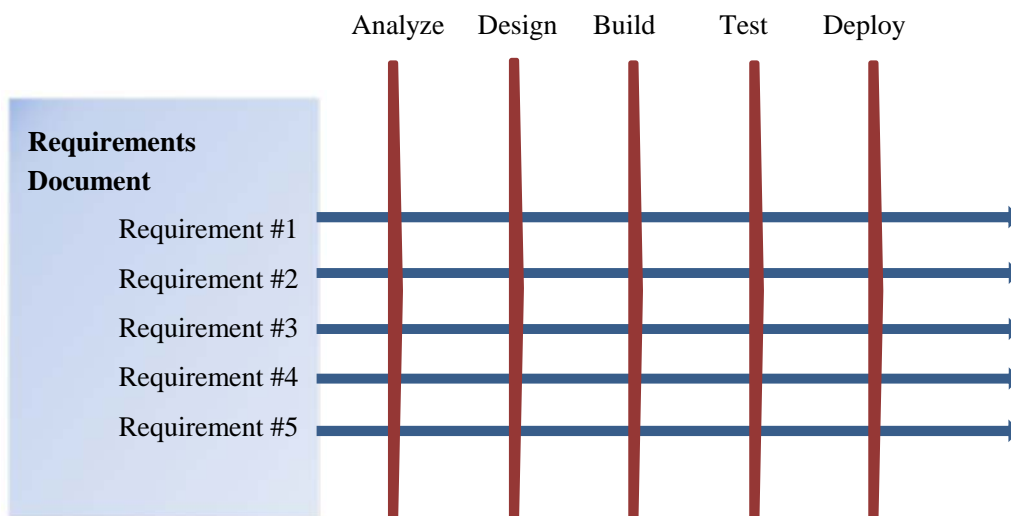 Analyze Design Build Test Deploy
Requirements
Document
Requirement #1
Requirement #2
Requirement #3
Requirement #4
Requirement #5